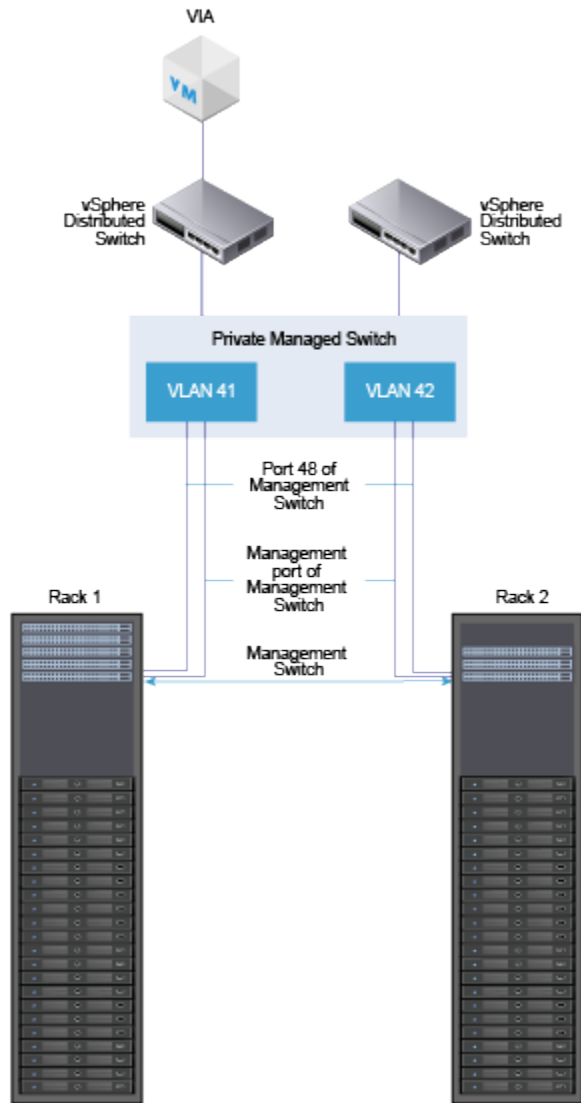 VIA
VM
vSphere
Distributed
Switch
vSphere
Distributed
Switch
Private Managed Switch
VLAN 41
VLAN 42
Port 48 of
Management
Switch
Management
port of
Management
Switch
Rack 1
Rack 2
Management
Switch